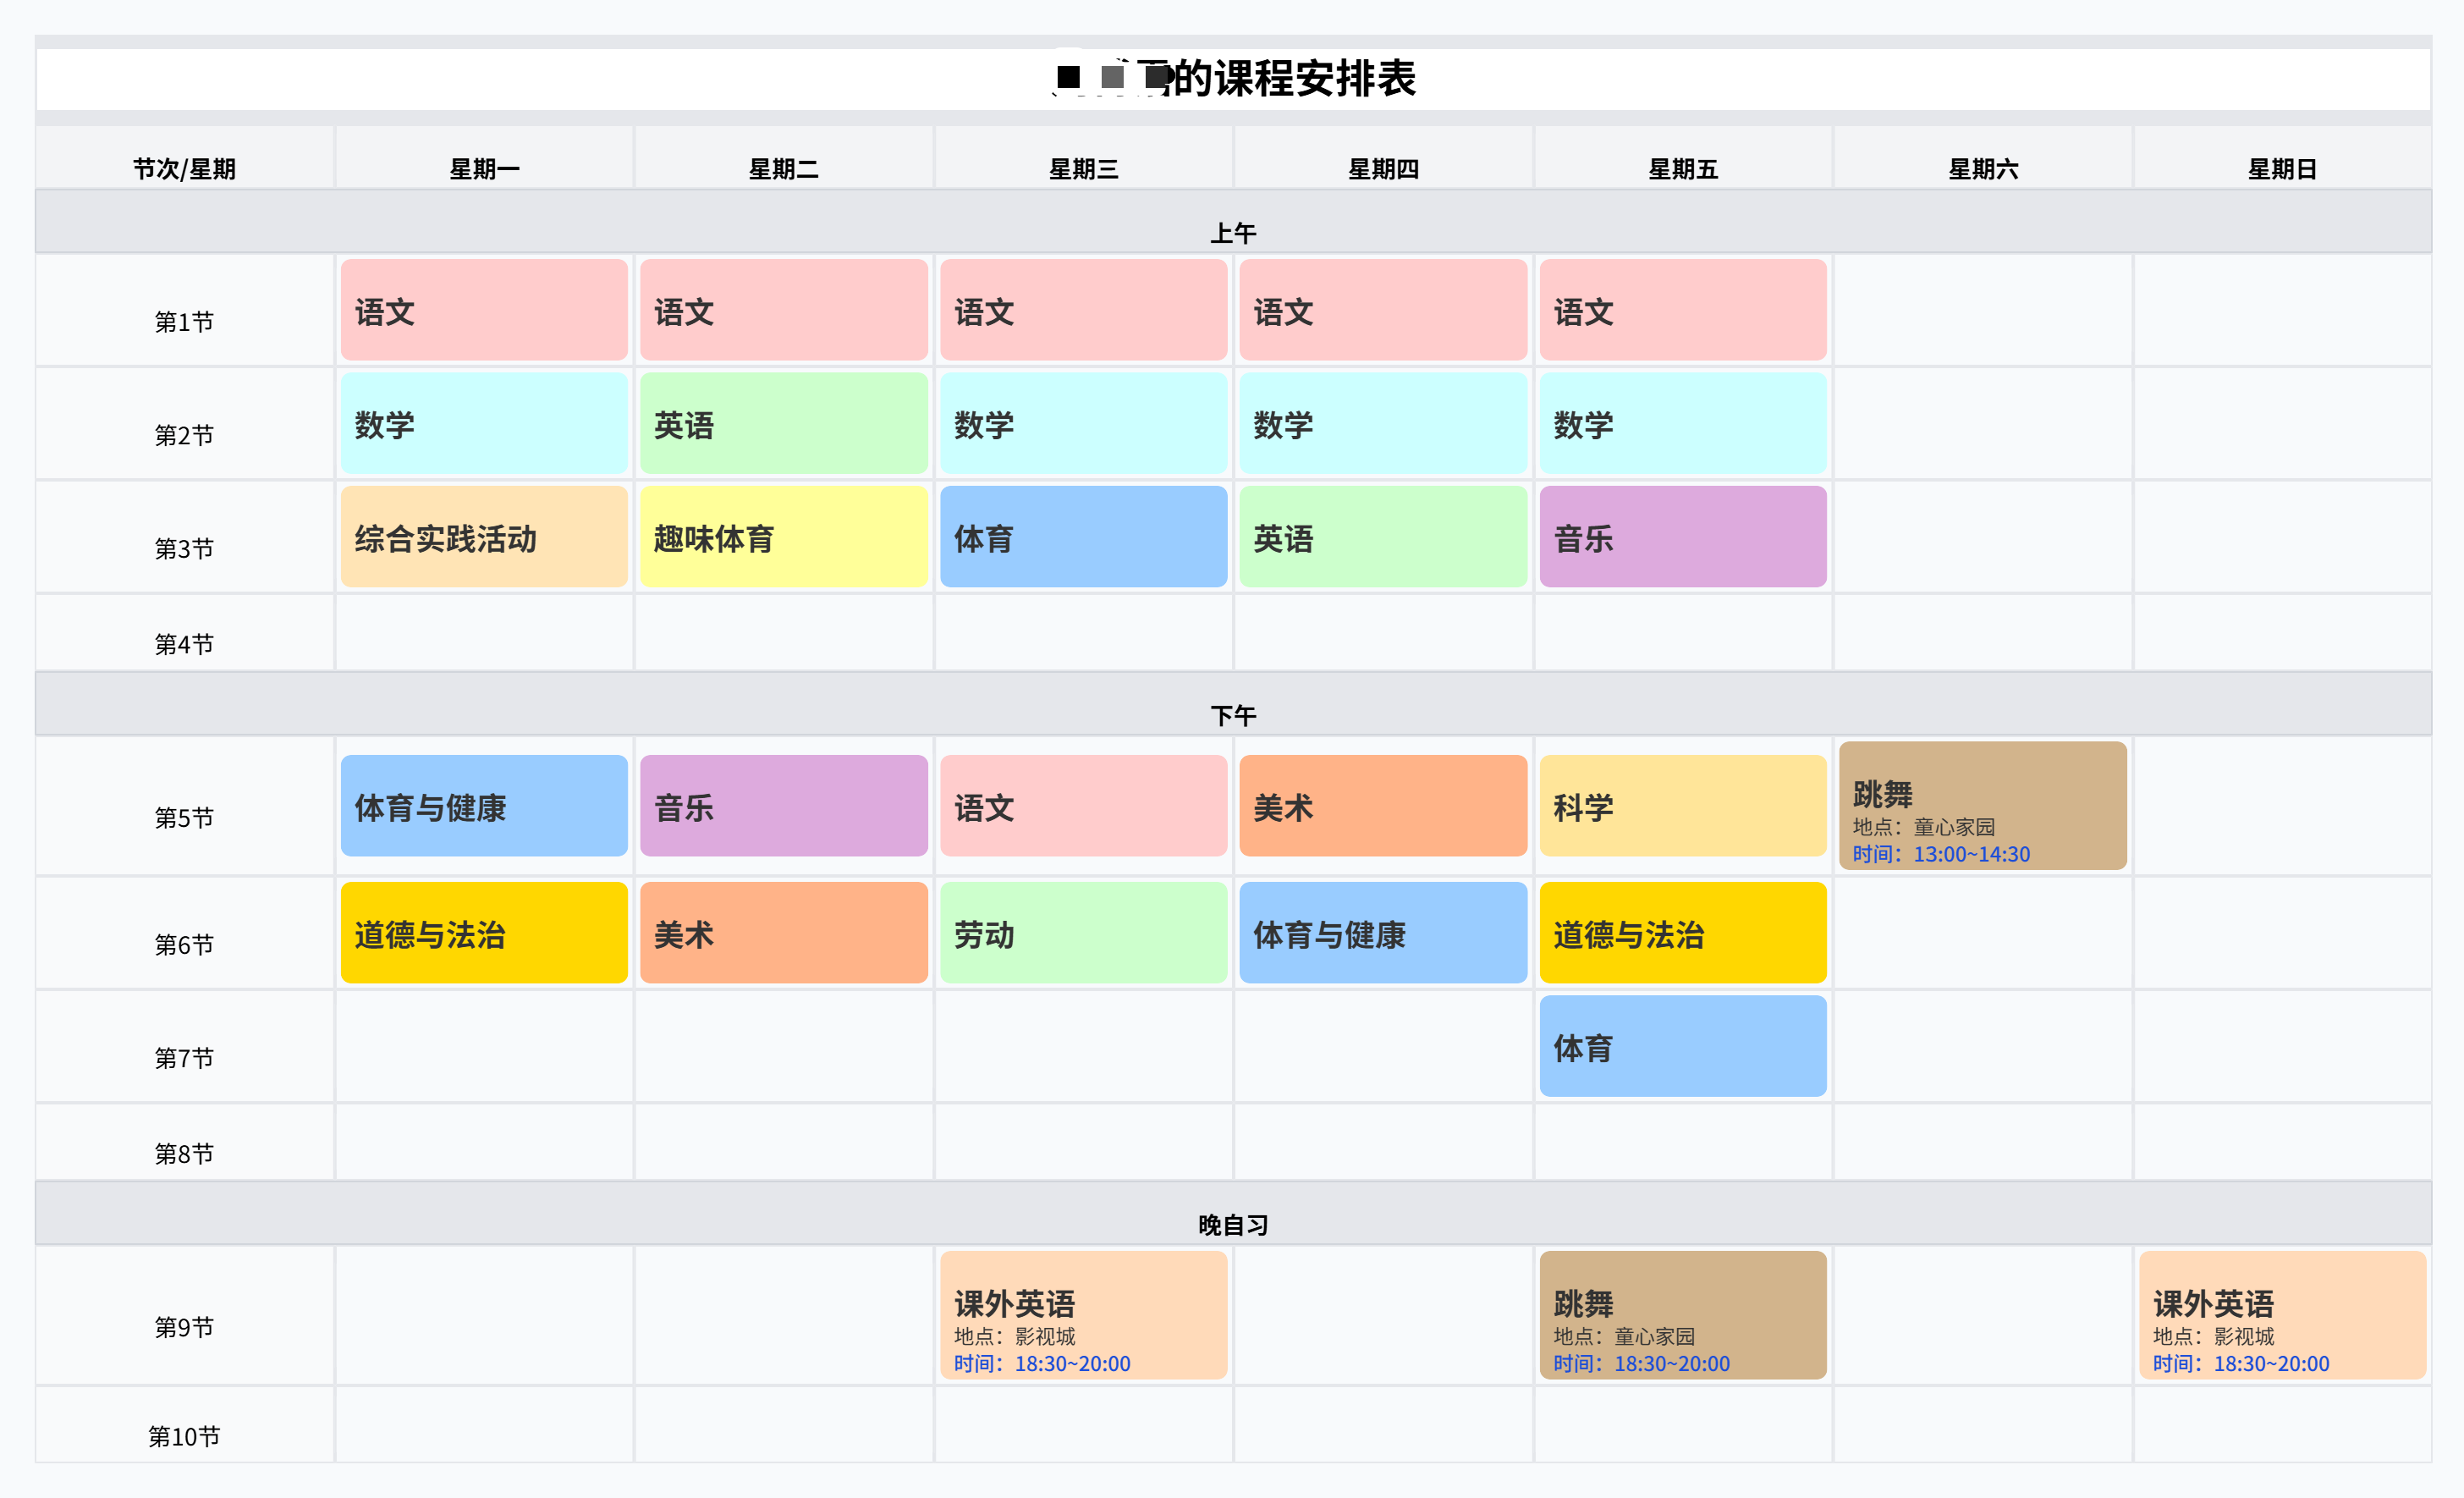 的课程安排表
节次/星期 星期一 星期二 星期三 星期四 星期五 星期六 星期日
上午
第1节 语文 语文 语文 语文 语文
第2节 数学 英语 数学 数学 数学
第3节 综合实践活动 趣味体育 体育 英语 音乐
第4节
下午
第5节 体育与健康 音乐 语文 美术 科学 跳舞
地点：童心家园
时间：13:00~14:30
第6节 道德与法治 美术 劳动 体育与健康 道德与法治
第7节 体育
第8节
晚自习
第9节 课外英语 跳舞 课外英语
地点：影视城 地点：童心家园 地点：影视城
时间：18:30~20:00 时间：18:30~20:00 时间：18:30~20:00
第10节